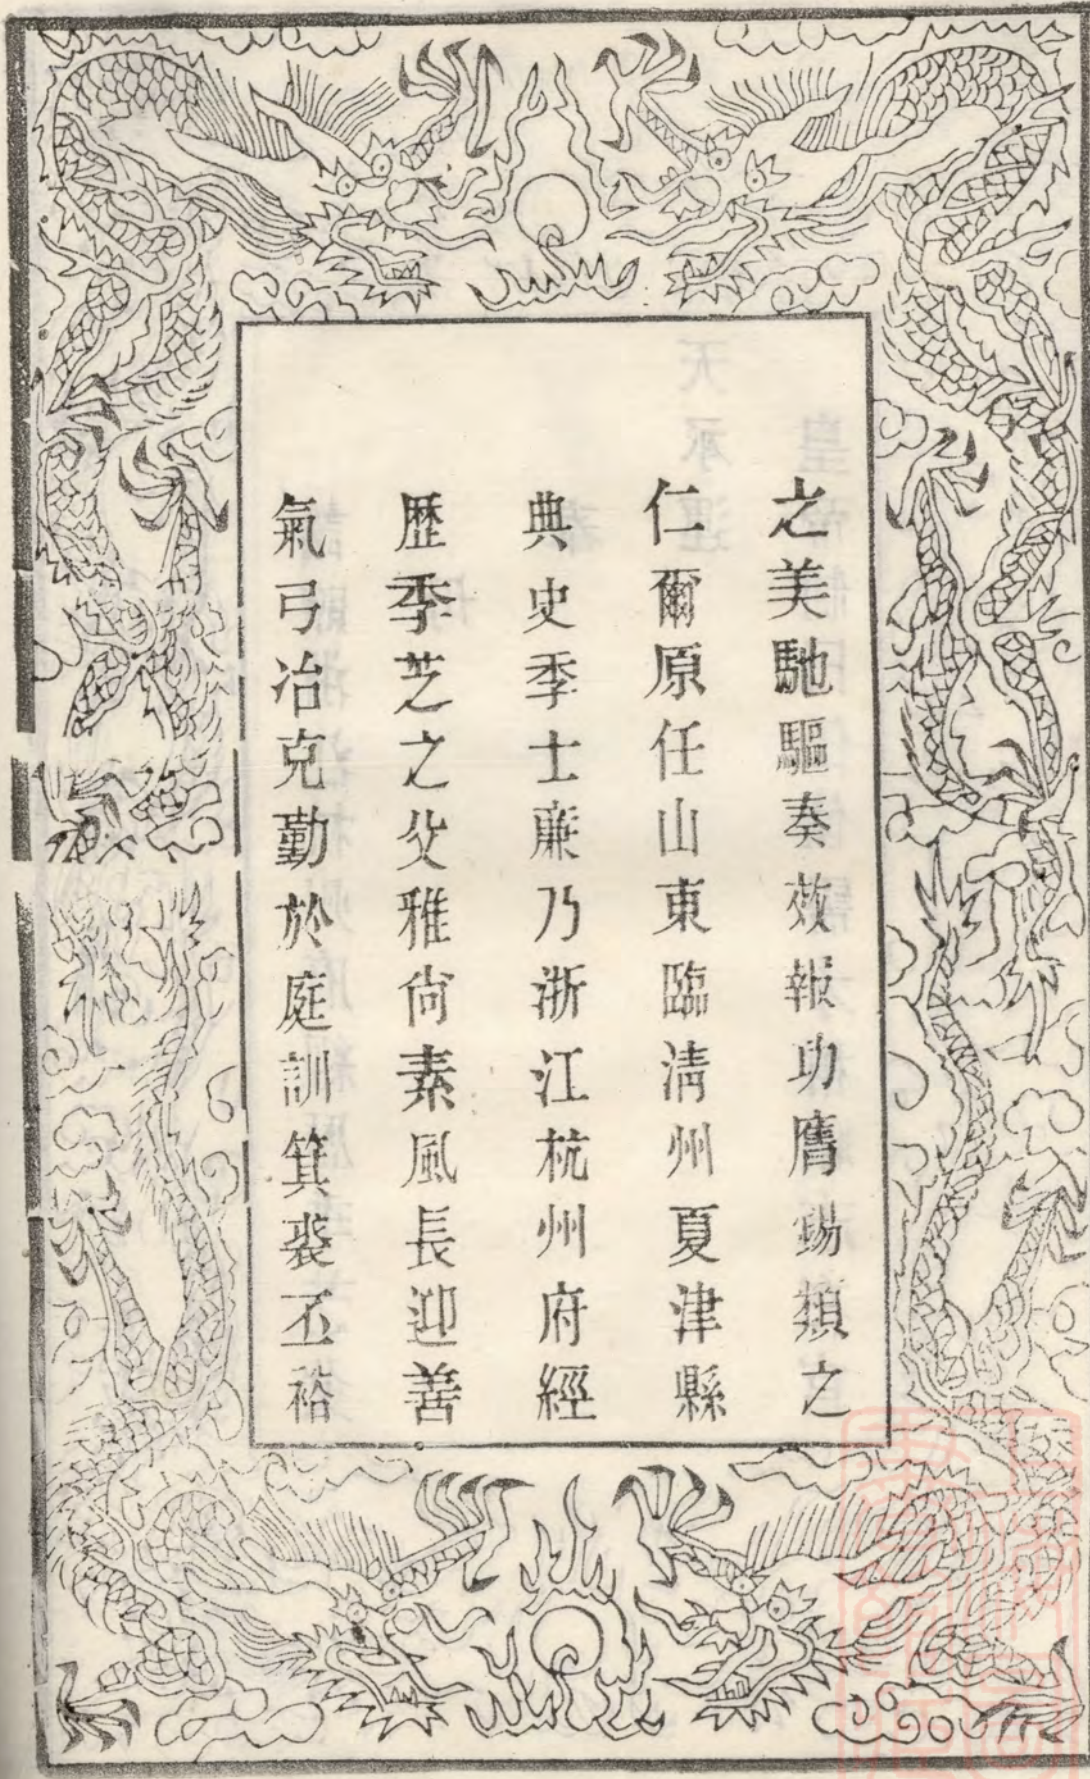 之美馳驅奏效報功膺錫類之
仁爾原任山東臨清州夏津縣
典史季士亷乃浙江杭州府經
歷季芝之父雅尙素風長迎善
氣弓冶克勤於庭訓箕裘丕裕